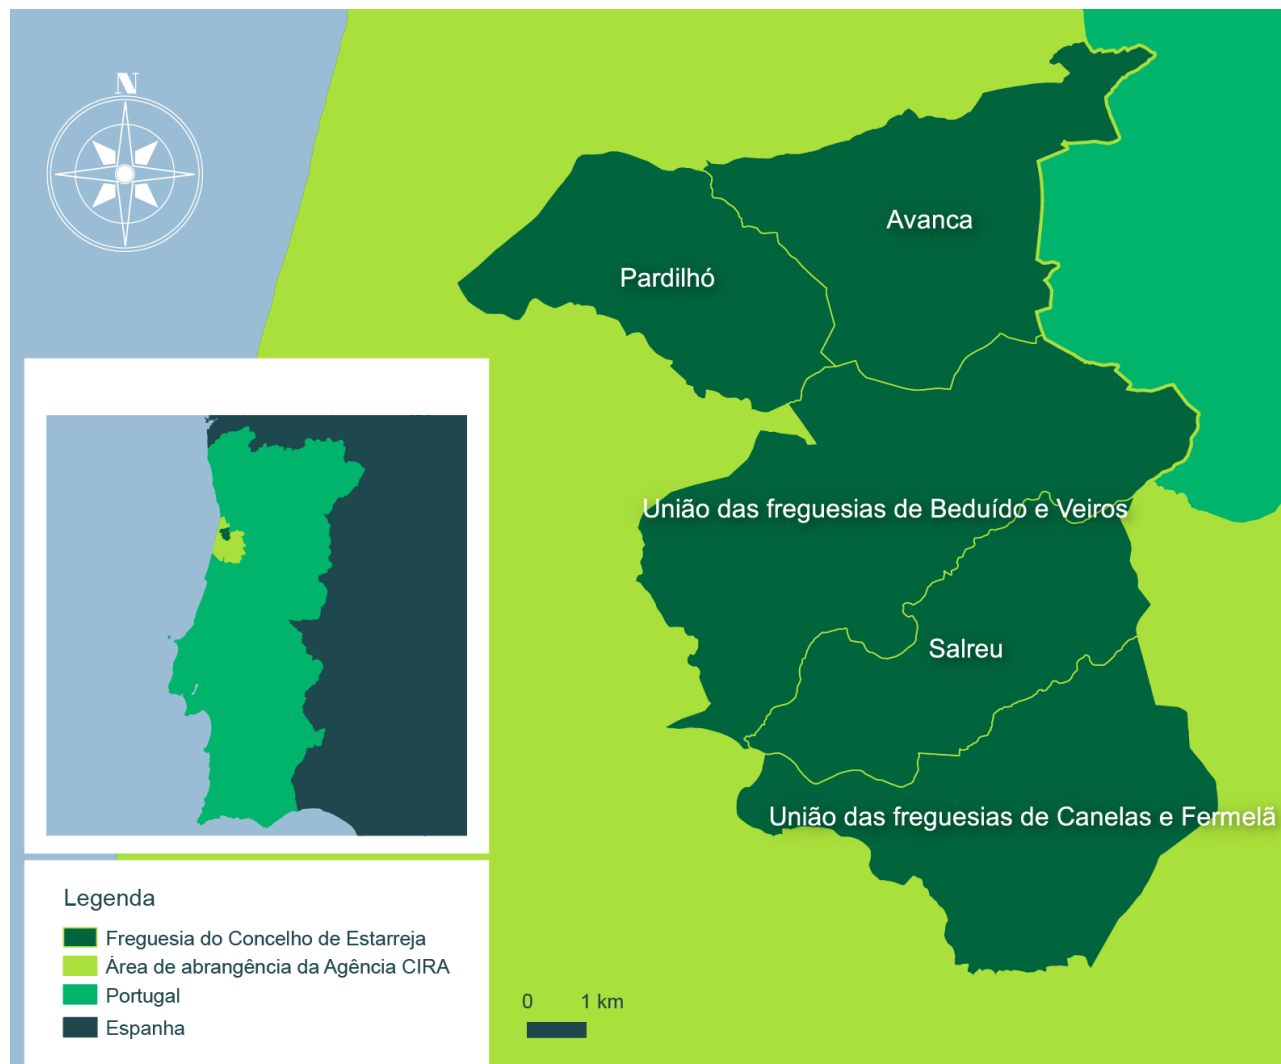 N
Avanca
Pardilhó
União das freguesias de Beduído e Veiros
Salreu
União das freguesias de Canelas e Fermelã
Legenda
Freguesia do Concelho de Estarreja
Área de abrangência da Agência CIRA
Portugal
Espanha
0 1 km